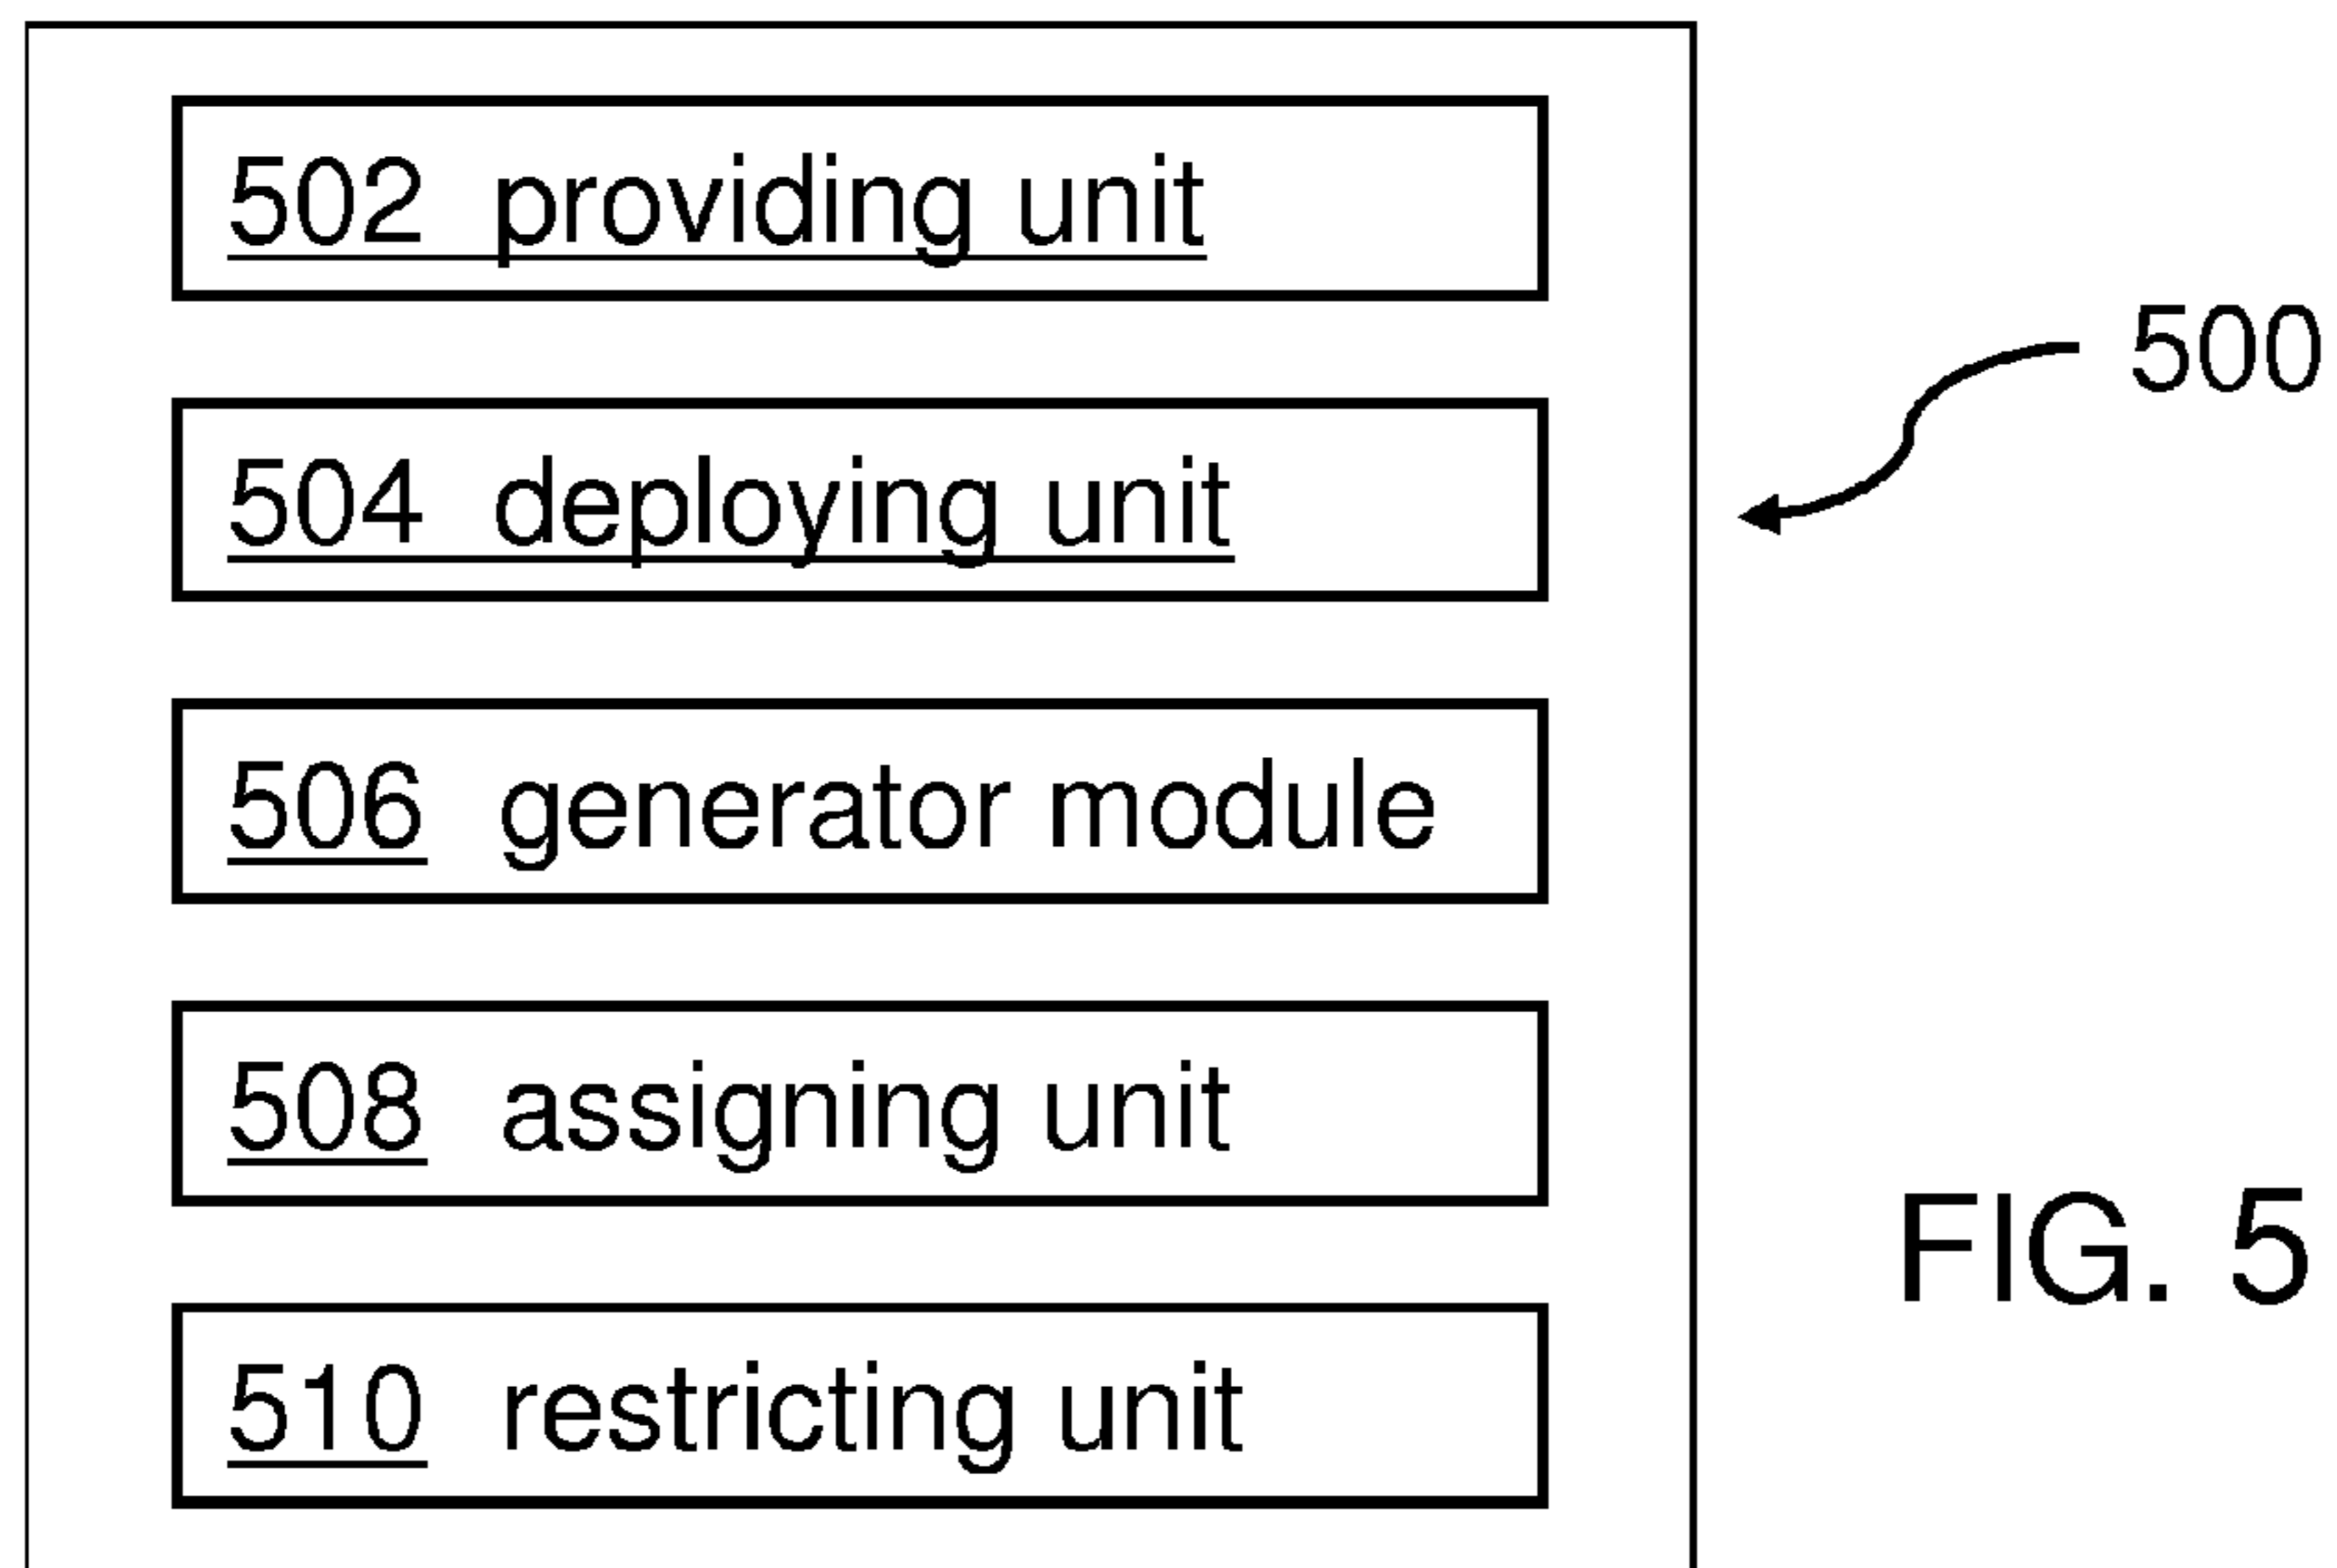 502 providing unit
500
504 deploying unit
506 generator module
508 assigning unit
FIG. 5
510 restricting unit